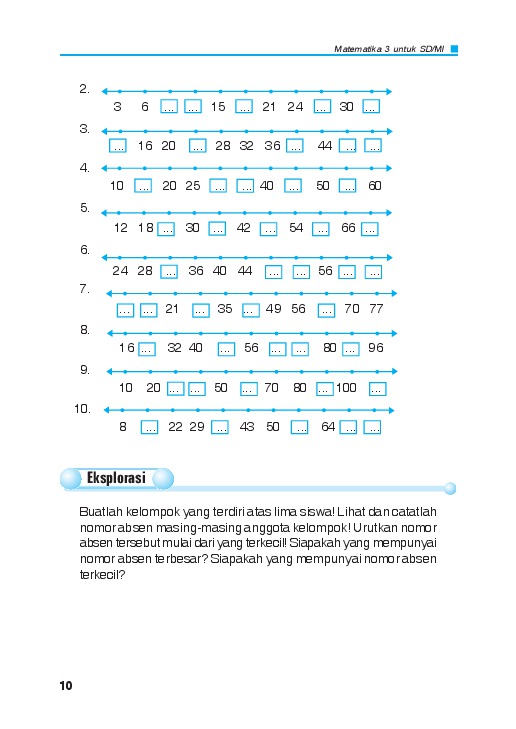 Matematika 3 untuk SD/MI
2.
3 6 ... ... 15 ... 21 24 ... 30 ...
3.
... 16 20 ... 28 32 36 ... 44 ... ...
4.
10 ... 20 25 ... ... 40 ... 50 ... 60
5.
12 18 ... 30 ... 42 ... 54 ... 66 ...
6.
24 28 ... 36 40 44 ... ... 56 ... ...
7.
... ... 21 ... 35 ... 49 56 ... 70 77
8.
16 ... 32 40 ... 56 ... ... 80 ... 96
9.
10 20 ... ... 50 ... 70 80 ... 100 ...
10.
8 ... 22 29 ... 43 50 ... 64 ... ...
Eksplorasi
Buatlah kelompok yang terdiri atas lima siswa! Lihat dan catatlah
nomor absen masing-masing anggota kelompok! Urutkan nomor
absen tersebut mulai dari yang terkecil! Siapakah yang mempunyai
nomor absen terbesar? Siapakah yang mempunyai nomor absen
terkecil?
10